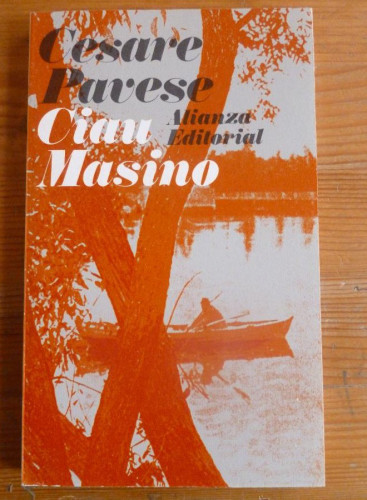 Cesare
Pavese
Ciau
Masino
Alianza
Editorial